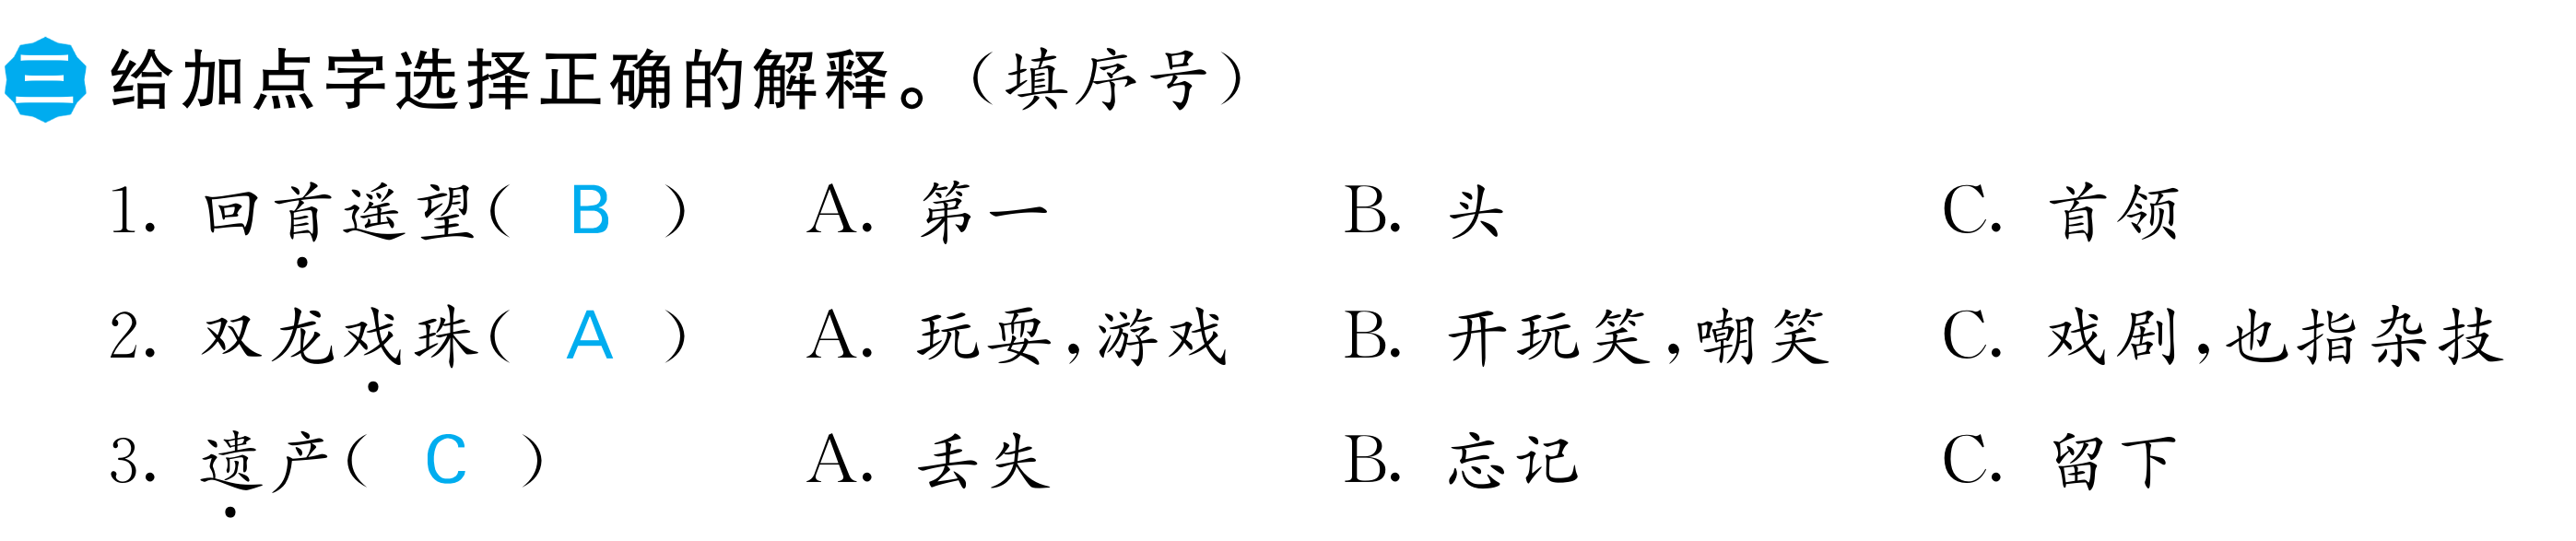 三 给加点字选择正确的解释。（填序号）
1. 回首遥望( B ) A. 第一 B. 头 C. 首领
2. 双龙戏珠( A ) A. 玩耍,游戏 B. 开玩笑,嘲笑 C. 戏剧,也指杂技
3. 遗产( C ) A. 丢失 B. 忘记 C. 留下